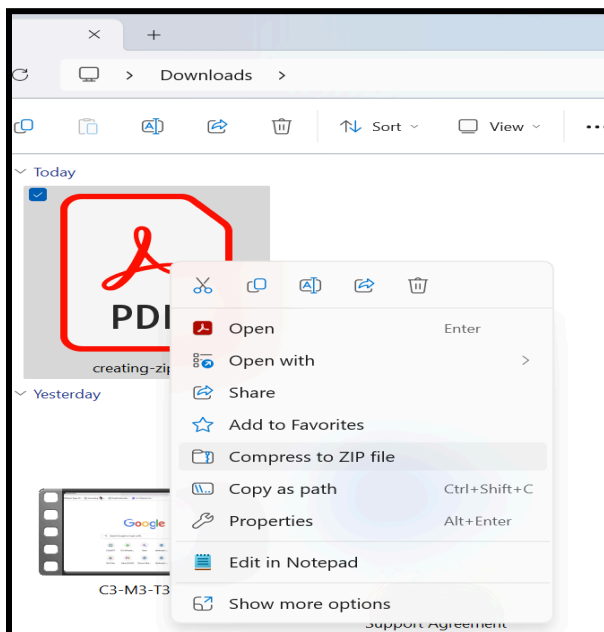 Downloads
Sort
View
Today
PDF
creating-zip
Open Enter
Open with
Share
Add to Favorites
Compress to ZIP file
Copy as path Ctrl+Shift+C
Properties Alt+Enter
Edit in Notepad
Show more options
Yesterday
Google
C3-M3-T3
Support Agreement